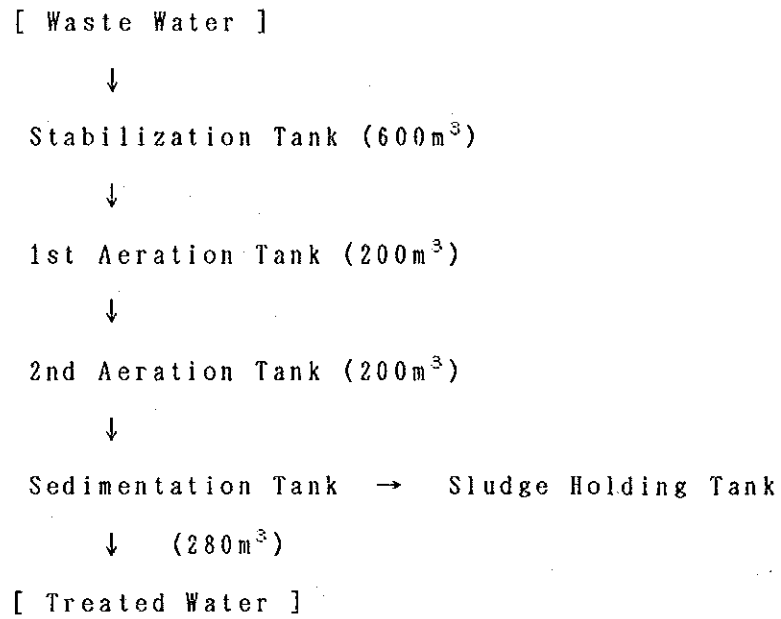 [ Waste Water ]
↓
Stabilization Tank (600m³)
↓
1st Aeration Tank (200m³)
↓
2nd Aeration Tank (200m³)
↓
Sedimentation Tank → Sludge Holding Tank
↓ (280m³)
[ Treated Water ]